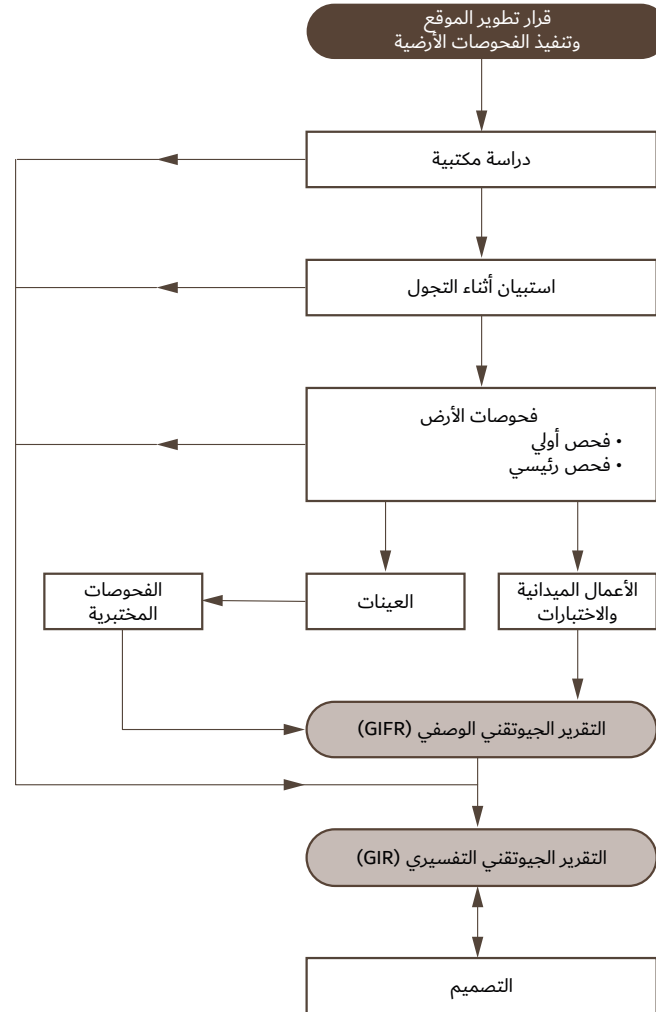 قرار تطوير الموقع
وتنفيذ الفحوصات الأرضية
دراسة مكتبية
استبيان أثناء التجول
فحوصات الأرض
• فحص أولي
• فحص رئيسي
الأعمال الميدانية
والاختبارات
العينات
الفحوصات
المختبرية
التقرير الجيوتقني الوصفي (GIFR)
التقرير الجيوتقني التفسيري (GIR)
التصميم